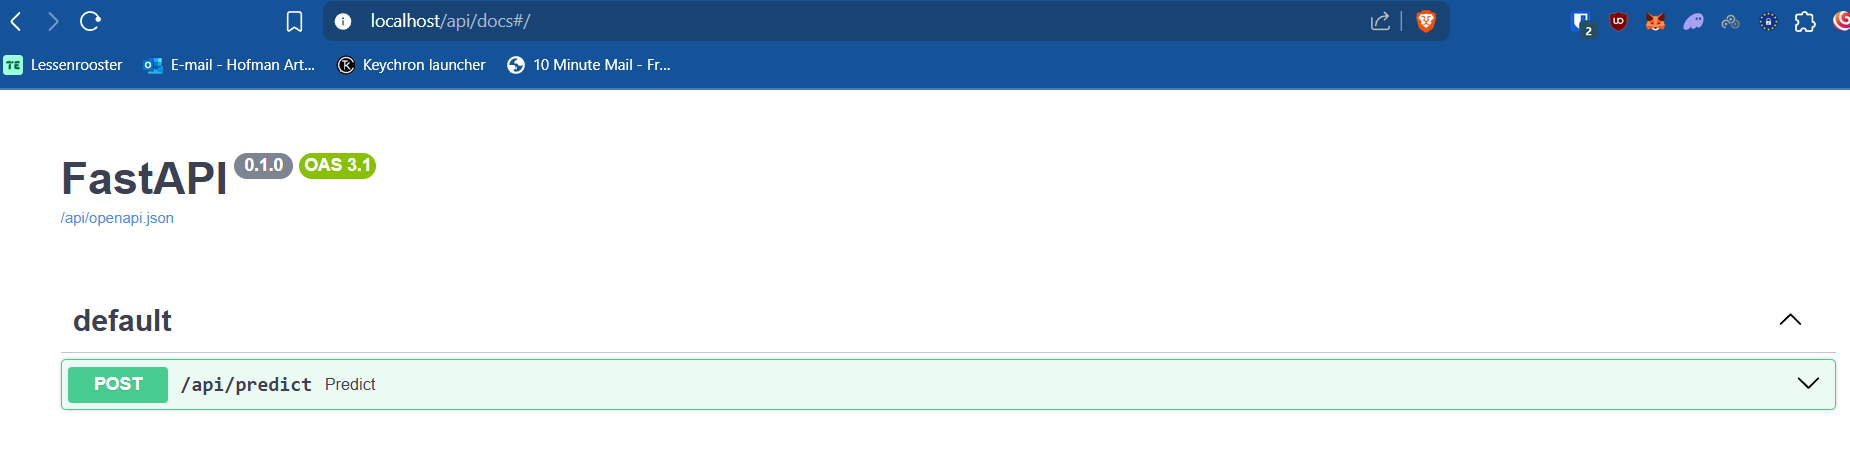 localhost/api/docs#/
2
Lessenrooster
E-mail - Hofman Art...
Keychron launcher
10 Minute Mail - Fr...
FastAPI 0.1.0 OAS 3.1
/api/openapi.json
default
POST /api/predict Predict